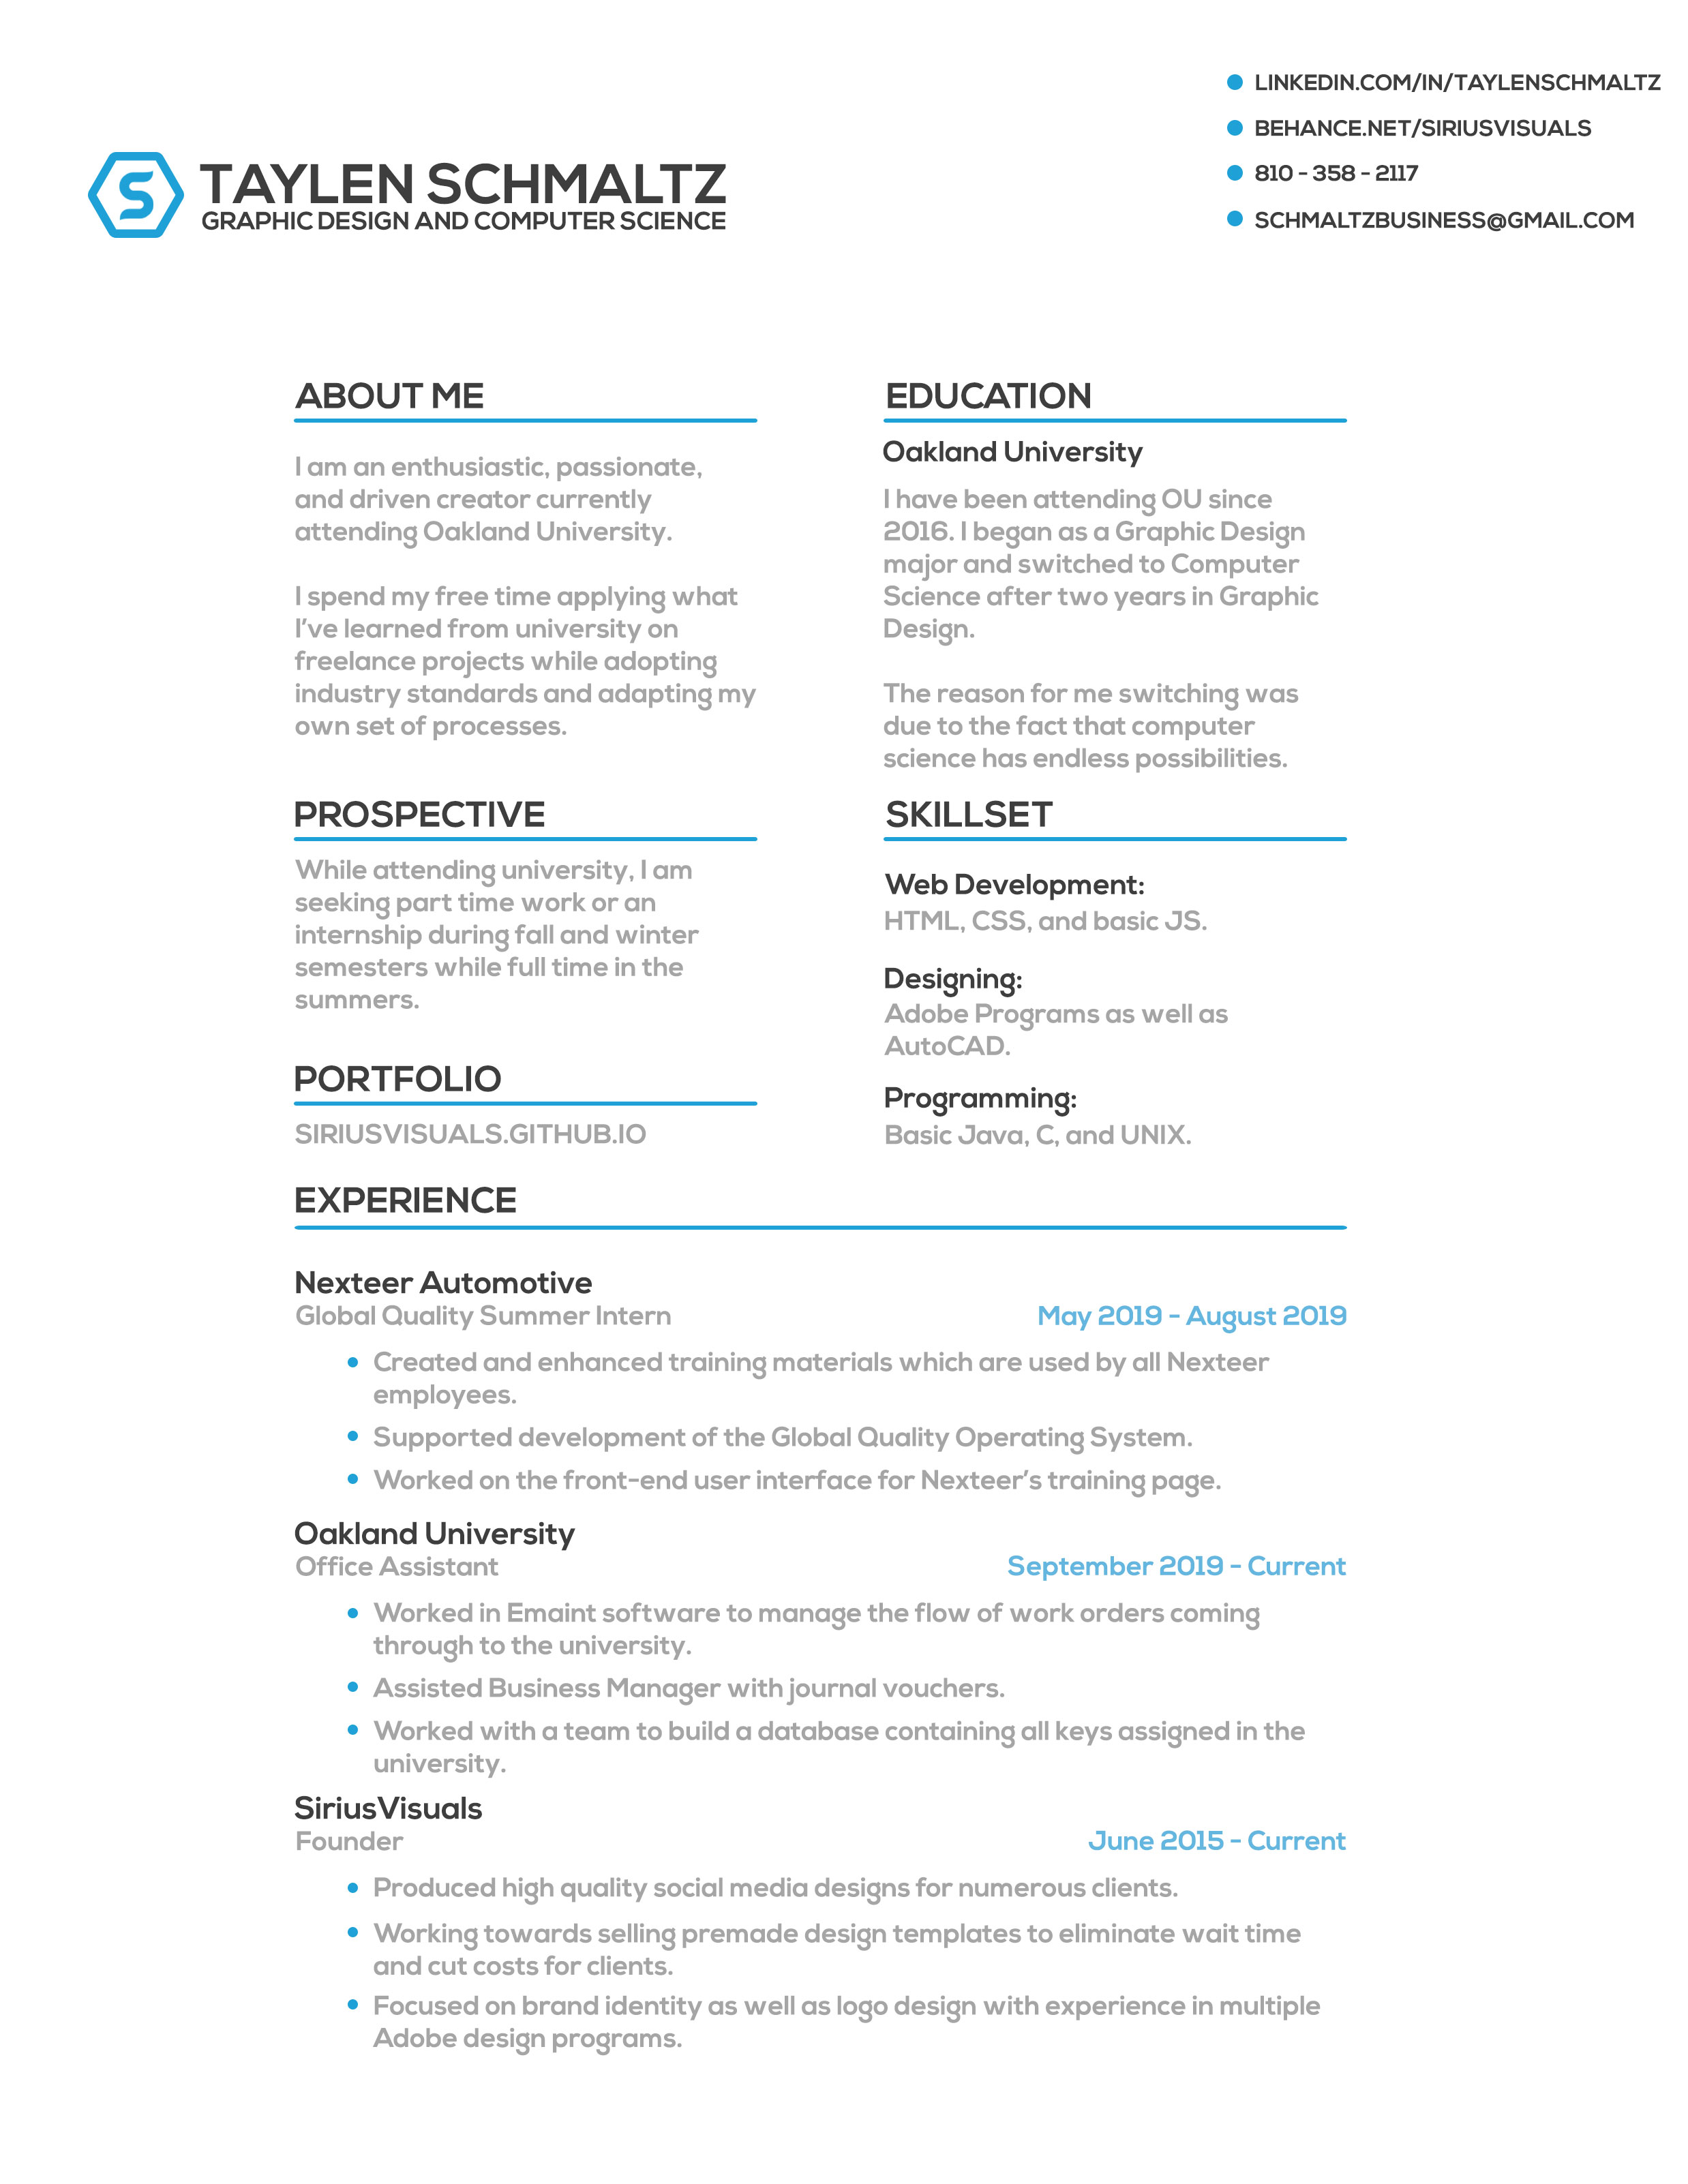 LINKEDIN.COM/IN/TAYLENSCHMALTZ
BEHANCE.NET/SIRIUSVISUALS
810 - 358 - 2117
SCHMALTZBUSINESS@GMAIL.COM
S
TAYLEN SCHMALTZ
GRAPHIC DESIGN AND COMPUTER SCIENCE
ABOUT ME
I am an enthusiastic, passionate,
and driven creator currently
attending Oakland University.
I spend my free time applying what
I've learned from university on
freelance projects while adopting
industry standards and adapting my
own set of processes.
PROSPECTIVE
While attending university, I am
seeking part time work or an
internship during fall and winter
semesters while full time in the
summers.
PORTFOLIO
SIRIUSVISUALS.GITHUB.IO
EDUCATION
Oakland University
I have been attending OU since
2016. I began as a Graphic Design
major and switched to Computer
Science after two years in Graphic
Design.
The reason for me switching was
due to the fact that computer
science has endless possibilities.
SKILLSET
Web Development:
HTML, CSS, and basic JS.
Designing:
Adobe Programs as well as
AutoCAD.
Programming:
Basic Java, C, and UNIX.
EXPERIENCE
Nexteer Automotive
Global Quality Summer Intern May 2019 - August 2019
Created and enhanced training materials which are used by all Nexteer
employees.
Supported development of the Global Quality Operating System.
Worked on the front-end user interface for Nexteer's training page.
Oakland University
Office Assistant September 2019 - Current
Worked in Emaint software to manage the flow of work orders coming
through to the university.
Assisted Business Manager with journal vouchers.
Worked with a team to build a database containing all keys assigned in the
university.
SiriusVisuals
Founder June 2015 - Current
Produced high quality social media designs for numerous clients.
Working towards selling premade design templates to eliminate wait time
and cut costs for clients.
Focused on brand identity as well as logo design with experience in multiple
Adobe design programs.